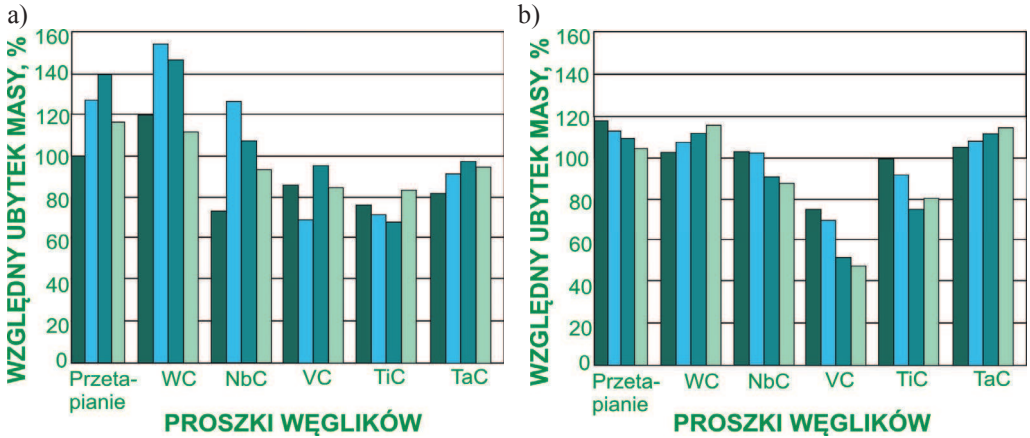 a)
WZGLĘDNY UBYTEK MASY, %
160
140
120
100
80
60
40
20
0
Przeta-
pianie
WC
NbC
VC
TiC
TaC
PROSZKI WĘGLIKÓW
b)
WZGLĘDNY UBYTEK MASY, %
160
140
120
100
80
60
40
20
0
Przeta-
pianie
WC
NbC
VC
TiC
TaC
PROSZKI WĘGLIKÓW